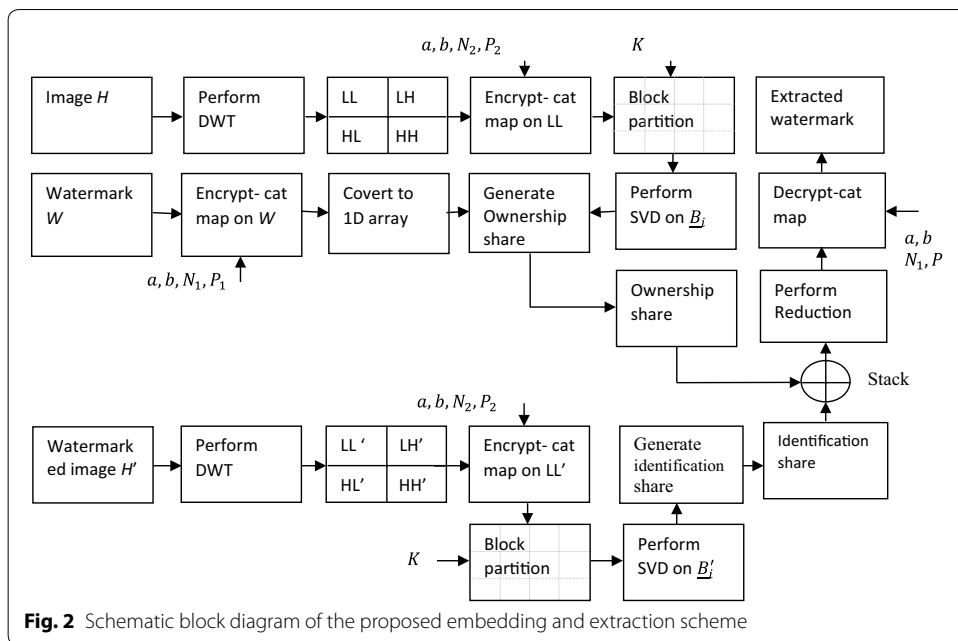 a, b, N₂, P₂
K
Image H
Perform
DWT
LL LH
HL HH
Encrypt- cat
map on LL
Block
partition
Extracted
watermark
Watermark
W
Encrypt- cat
map on W
Covert to
1D array
Generate
Ownership
share
Perform
SVD on B_i
Decrypt-cat
map
a, b
N₁, P
a, b, N₁, P₁
Ownership
share
Perform
Reduction
Stack
a, b, N₂, P₂
Watermark
ed image H’
Perform
DWT
LL ‘ LH’
HL’ HH’
Encrypt- cat
map on LL’
Generate
identification
share
Identification
share
K
Block
partition
Perform
SVD on B′_i
Fig. 2 Schematic block diagram of the proposed embedding and extraction scheme